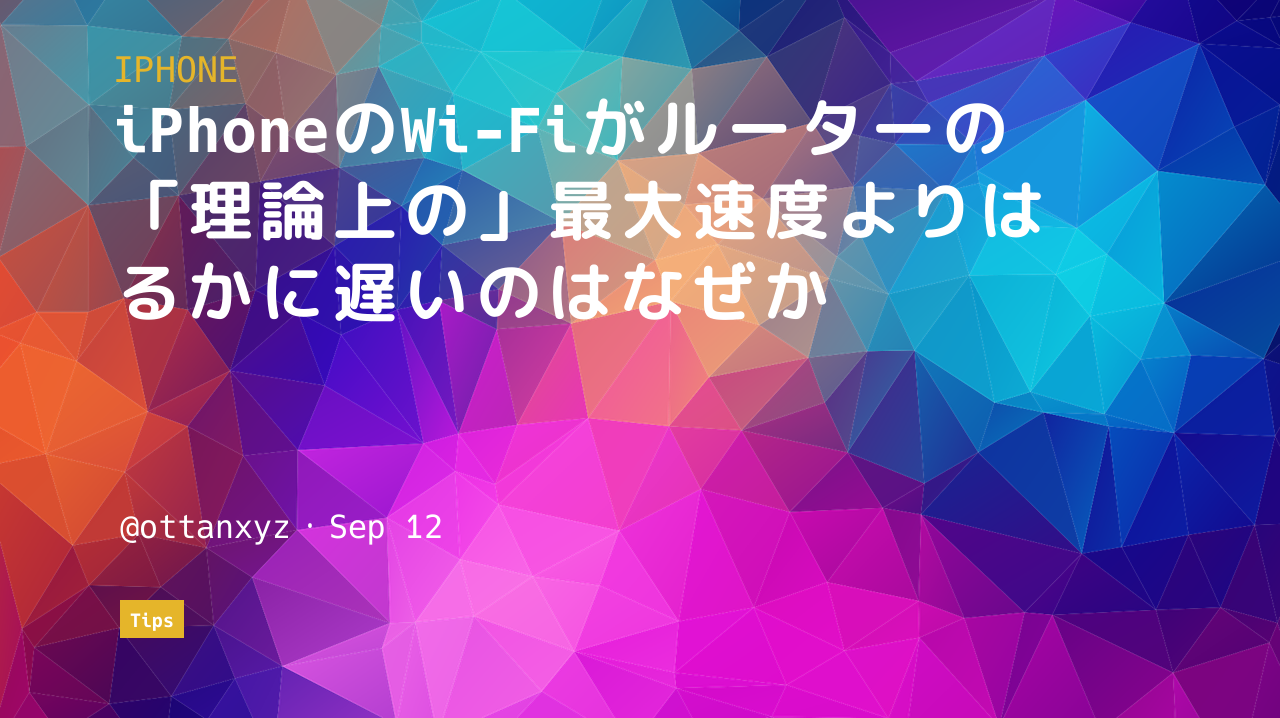 IPHONE
iPhoneのWi-Fiがルーターの
「理論上の」最大速度よりは
るかに遅いのはなぜか
@ottanxyz・Sep 12
Tips